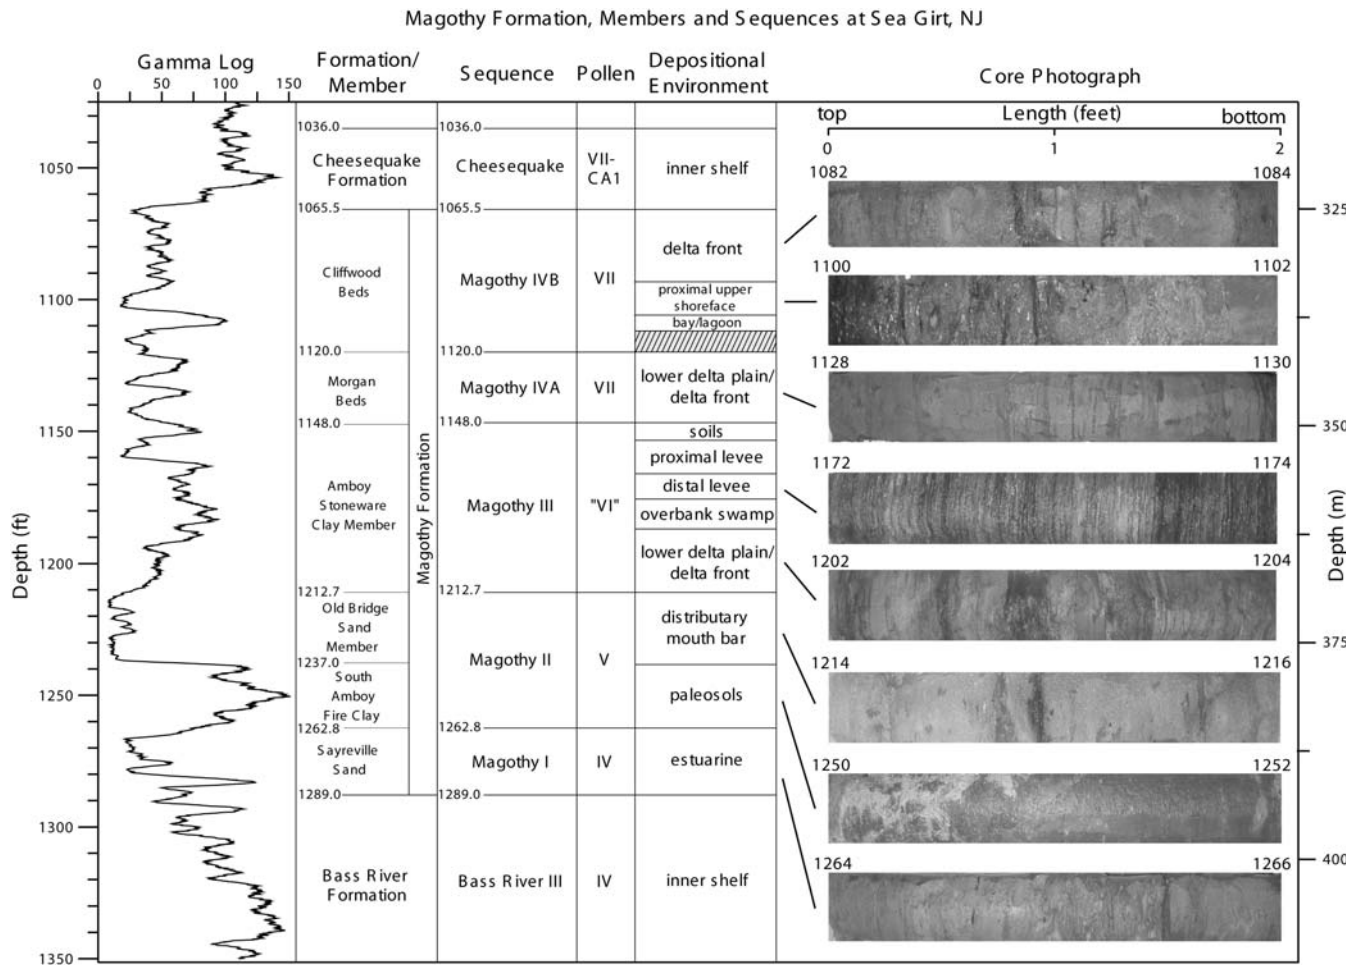 Magothy Formation, Members and Sequences at Sea Girt, NJ
Gamma Log
0 50 100 150
Formation/
Member
Sequence
Pollen
Depositional
Environment
Core Photograph
top Length (feet) bottom
0 1 2
Depth (ft)
1050
1100
1150
1200
1250
1300
1350
1036.0
Cheesequake
Formation
1065.5
Cliffwood
Beds
1120.0
Morgan
Beds
1148.0
Amboy
Stoneware
Clay Member
1212.7
Old Bridge
Sand
Member
1237.0
South
Amboy
Fire Clay
1262.8
Sayreville
Sand
1289.0
Bass River
Formation
Magothy Formation
1036.0
Cheesequake
1065.5
Magothy IVB
1120.0
Magothy IVA
1148.0
Magothy III
1212.7
Magothy II
1262.8
Magothy I
1289.0
Bass River III
VII-
CA1
VII
VII
"VI"
V
IV
IV
inner shelf
delta front
proximal upper
shoreface
bay/lagoon
lower delta plain/
delta front
soils
proximal levee
distal levee
overbank swamp
lower delta plain/
delta front
distributary
mouth bar
paleosols
estuarine
inner shelf
1082 1084
1100 1102
1128 1130
1172 1174
1202 1204
1214 1216
1250 1252
1264 1266
325
350
375
400
Depth (m)